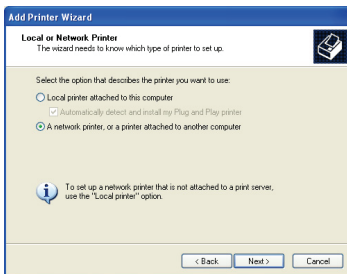 Add Printer Wizard
Local or Network Printer
The wizard needs to know which type of printer to set up.
Select the option that describes the printer you want to use:
Local printer attached to this computer
Automatically detect and install my Plug and Play printer
A network printer, or a printer attached to another computer
To set up a network printer that is not attached to a print server,
use the "Local printer" option.
< Back Next > Cancel